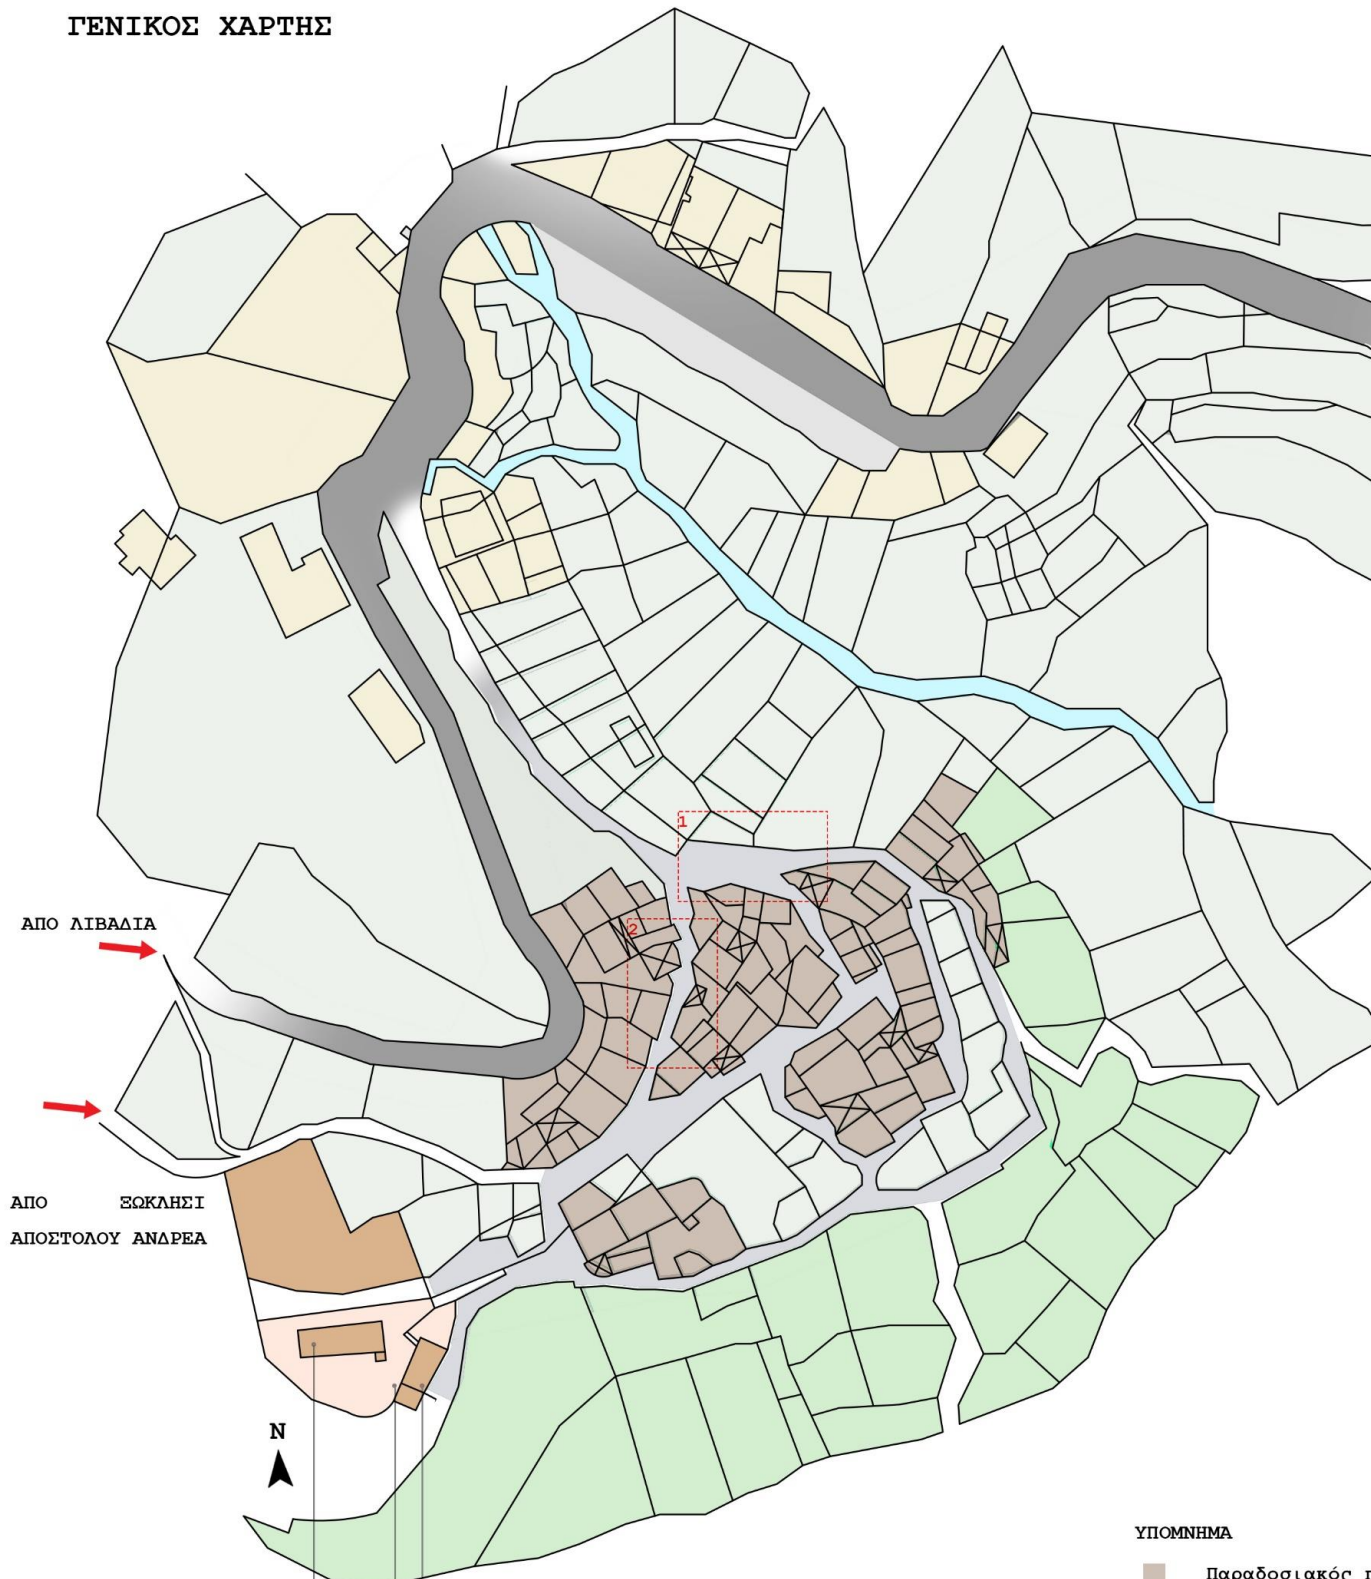 ΓΕΝΙΚΟΣ ΧΑΡΤΗΣ
1
2
ΑΠΟ ΛΙΒΑΔΙΑ
ΑΠΟ ΞΩΚΛΗΣΙ
ΑΠΟΣΤΟΛΟΥ ΑΝΔΡΕΑ
N
ΥΠΟΜΝΗΜΑ
Παραδοσιακός